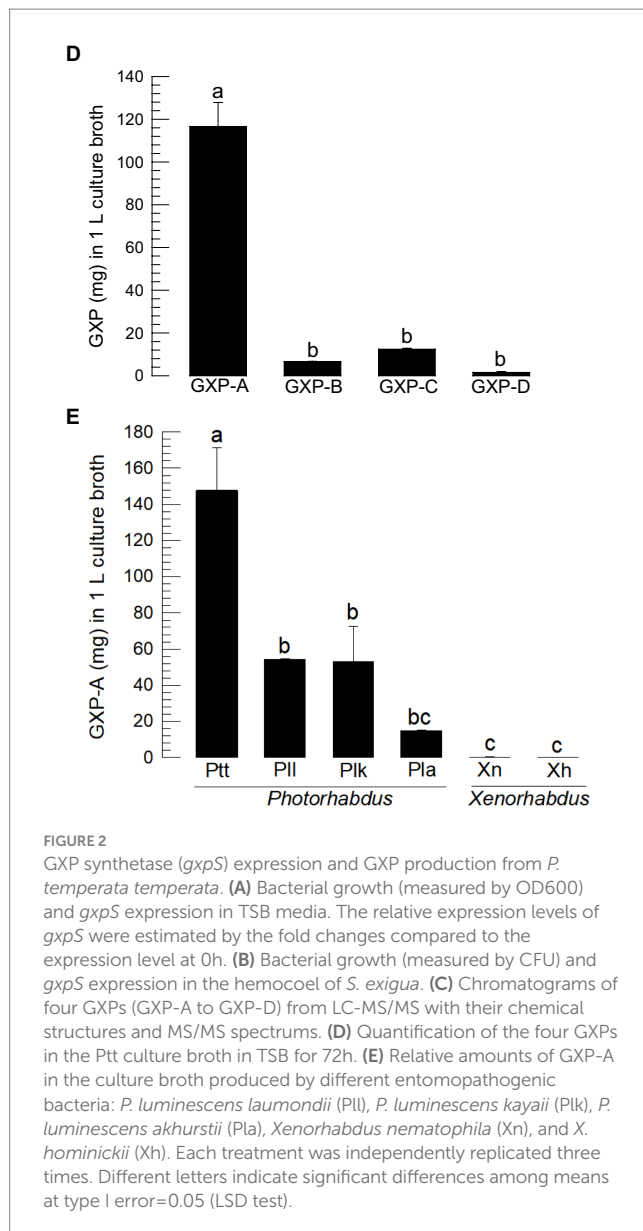 D
140
120
100
80
60
40
20
0
GXP (mg) in 1 L culture broth
a
b
b
b
GXP-A GXP-B GXP-C GXP-D
E
180
160
140
120
100
80
60
40
20
0
GXP-A (mg) in 1 L culture broth
a
b
b
bc
c
c
Ptt Pll Plk Pla Xn Xh
Photorhabdus Xenorhabdus
FIGURE 2
GXP synthetase (gxpS) expression and GXP production from P.
temperata temperata. (A) Bacterial growth (measured by OD600)
and gxpS expression in TSB media. The relative expression levels of
gxpS were estimated by the fold changes compared to the
expression level at 0h. (B) Bacterial growth (measured by CFU) and
gxpS expression in the hemocoel of S. exigua. (C) Chromatograms of
four GXPs (GXP-A to GXP-D) from LC-MS/MS with their chemical
structures and MS/MS spectrums. (D) Quantification of the four GXPs
in the Ptt culture broth in TSB for 72h. (E) Relative amounts of GXP-A
in the culture broth produced by different entomopathogenic
bacteria: P. luminescens laumondii (Pll), P. luminescens kayaii (Plk), P.
luminescens akhurstii (Pla), Xenorhabdus nematophila (Xn), and X.
hominickii (Xh). Each treatment was independently replicated three
times. Different letters indicate significant differences among means
at type I error=0.05 (LSD test).